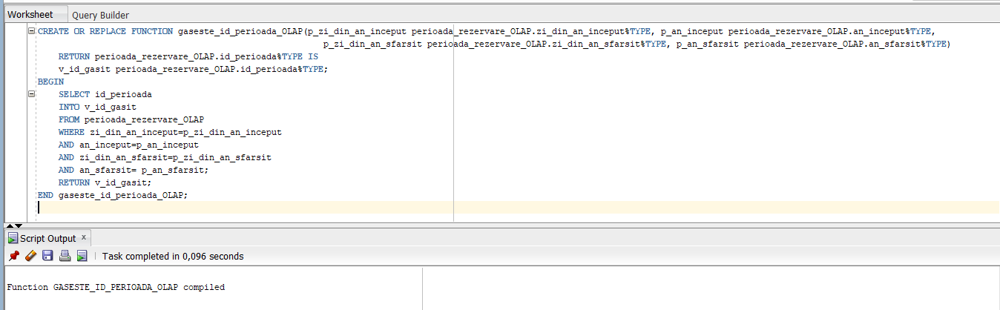 Worksheet Query Builder
CREATE OR REPLACE FUNCTION gaseste_id_perioada_OLAP(p_zi_din_an_inceput perioada_rezervare_OLAP.zi_din_an_inceput%TYPE, p_an_inceput perioada_rezervare_OLAP.an_inceput%TYPE,
p_zi_din_an_sfarsit perioada_rezervare_OLAP.zi_din_an_sfarsit%TYPE, p_an_sfarsit perioada_rezervare_OLAP.an_sfarsit%TYPE)
RETURN perioada_rezervare_OLAP.id_perioada%TYPE IS
v_id_gasit perioada_rezervare_OLAP.id_perioada%TYPE;
BEGIN
SELECT id_perioada
INTO v_id_gasit
FROM perioada_rezervare_OLAP
WHERE zi_din_an_inceput=p_zi_din_an_inceput
AND an_inceput=p_an_inceput
AND zi_din_an_sfarsit=p_zi_din_an_sfarsit
AND an_sfarsit= p_an_sfarsit;
RETURN v_id_gasit;
END gaseste_id_perioada_OLAP;
Script Output x
Task completed in 0,096 seconds
Function GASESTE_ID_PERIOADA_OLAP compiled